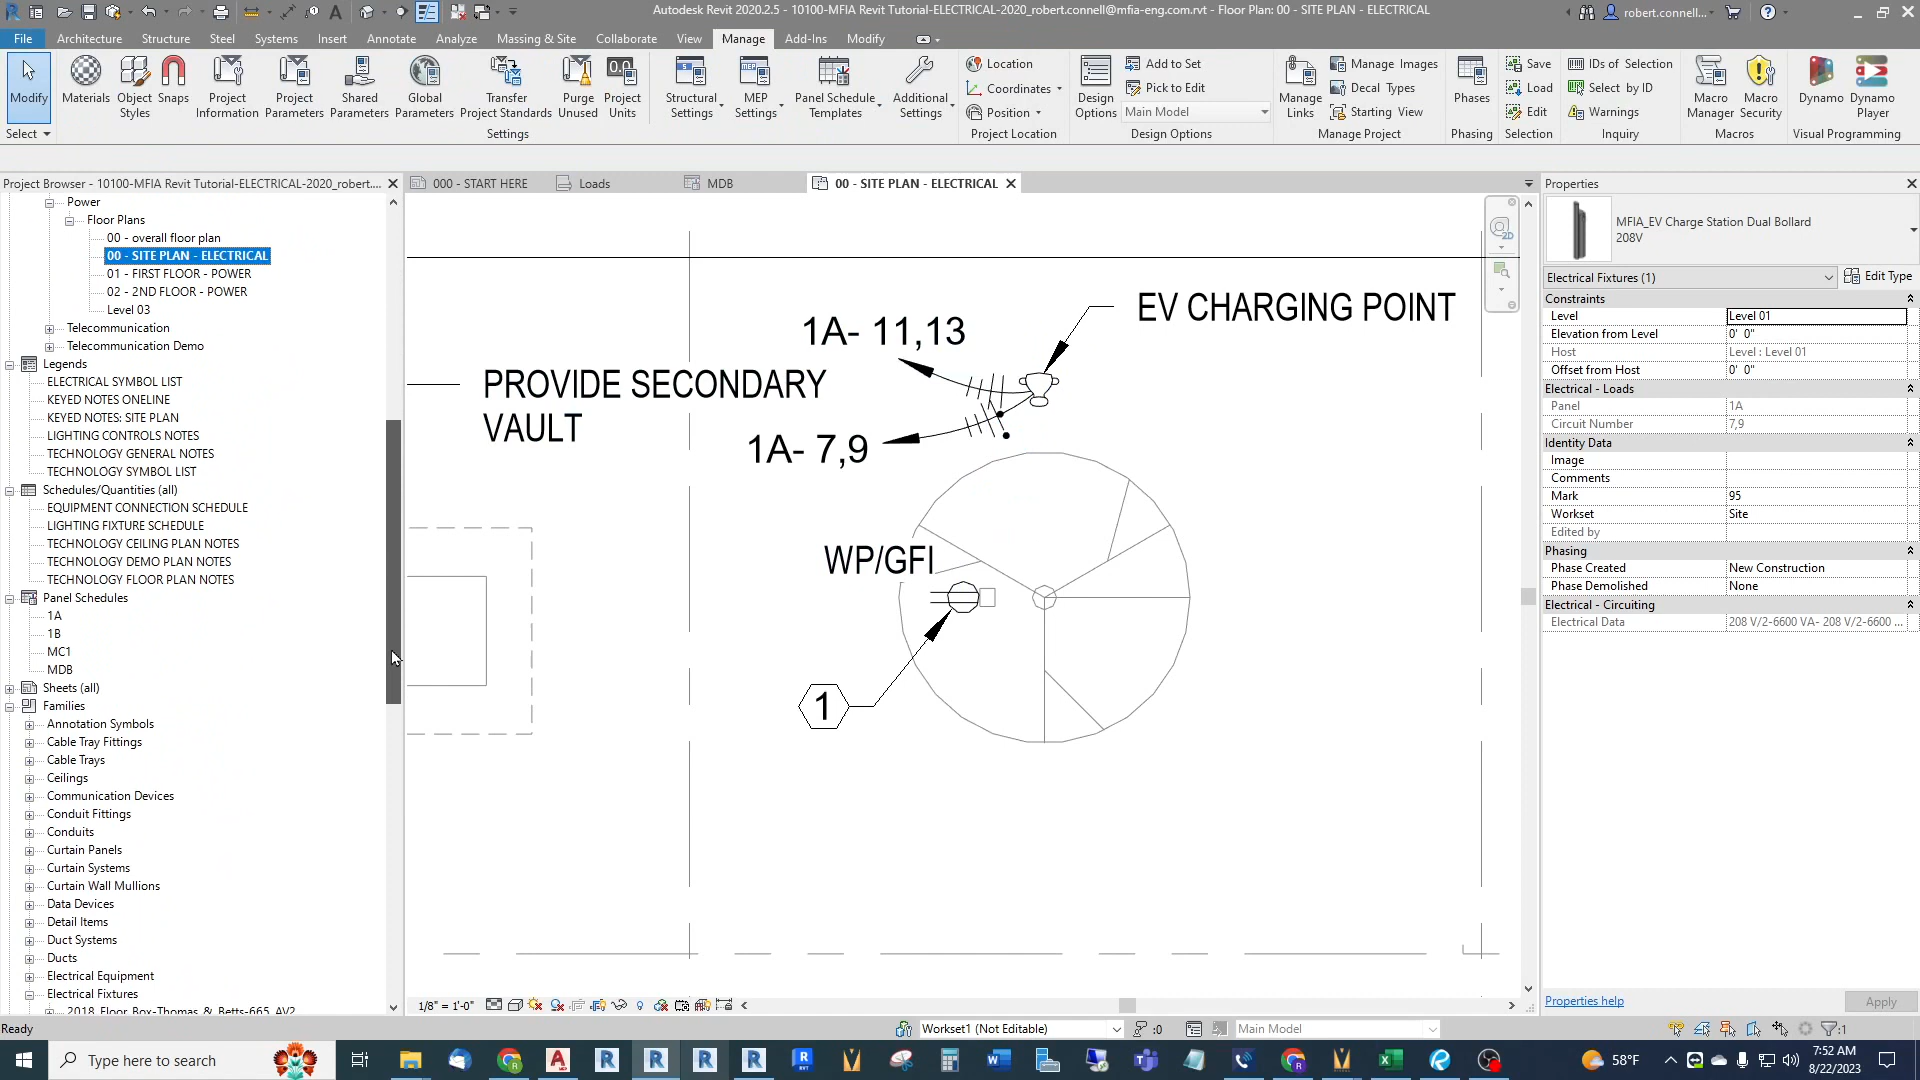 Autodesk Revit 2020.2.5 - 10100-MFIA Revit Tutorial-ELECTRICAL-2020_robert.connell@mfia-eng.com.rvt - Floor Plan: 00 - SITE PLAN - ELECTRICAL
robert.connell...
File Architecture Structure Steel Systems Insert Annotate Analyze Massing & Site Collaborate View Manage Add-Ins Modify
Modify
Materials
Object Styles
Snaps
Project Information
Project Parameters
Shared Parameters
Global Parameters
Transfer Project Standards
Purge Unused
Project Units
Structural Settings
MEP Settings
Panel Schedule Templates
Additional Settings
Location
Coordinates
Position
Design Options
Add to Set
Pick to Edit
Main Model
Manage Links
Manage Images
Decal Types
Starting View
Phases
Save
Load
Edit
IDs of Selection
Select by ID
Warnings
Macro Manager
Macro Security
Dynamo
Dynamo Player
Select
Settings
Project Location
Design Options
Manage Project
Phasing
Selection
Inquiry
Macros
Visual Programming
Project Browser - 10100-MFIA Revit Tutorial-ELECTRICAL-2020_robert....
000 - START HERE
Loads
MDB
00 - SITE PLAN - ELECTRICAL
Power
Floor Plans
00 - overall floor plan
00 - SITE PLAN - ELECTRICAL
01 - FIRST FLOOR - POWER
02 - 2ND FLOOR - POWER
Level 03
Telecommunication
Telecommunication Demo
Legends
ELECTRICAL SYMBOL LIST
KEYED NOTES ONELINE
KEYED NOTES: SITE PLAN
LIGHTING CONTROLS NOTES
TECHNOLOGY GENERAL NOTES
TECHNOLOGY SYMBOL LIST
Schedules/Quantities (all)
EQUIPMENT CONNECTION SCHEDULE
LIGHTING FIXTURE SCHEDULE
TECHNOLOGY CEILING PLAN NOTES
TECHNOLOGY DEMO PLAN NOTES
TECHNOLOGY FLOOR PLAN NOTES
Panel Schedules
1A
1B
MC1
MDB
Sheets (all)
Families
Annotation Symbols
Cable Tray Fittings
Cable Trays
Ceilings
Communication Devices
Conduit Fittings
Conduits
Curtain Panels
Curtain Systems
Curtain Wall Mullions
Data Devices
Detail Items
Duct Systems
Ducts
Electrical Equipment
Electrical Fixtures
2018_Floor_Box-Thomas_&_Betts-665_AV2
EV CHARGING POINT
1A- 11,13
PROVIDE SECONDARY
VAULT
1A- 7,9
WP/GFI
1
2D
Properties
MFIA_EV Charge Station Dual Bollard
208V
Electrical Fixtures (1)
Edit Type
Constraints
Level Level 01
Elevation from Level 0' 0"
Host Level : Level 01
Offset from Host 0' 0"
Electrical - Loads
Panel 1A
Circuit Number 7,9
Identity Data
Image
Comments
Mark 95
Workset Site
Edited by
Phasing
Phase Created New Construction
Phase Demolished None
Electrical - Circuiting
Electrical Data 208 V/2-6600 VA- 208 V/2-6600 ...
Properties help
Apply
1/8" = 1'-0"
Ready
Workset1 (Not Editable)
:0
Main Model
:1
Type here to search
58°F
7:52 AM
8/22/2023